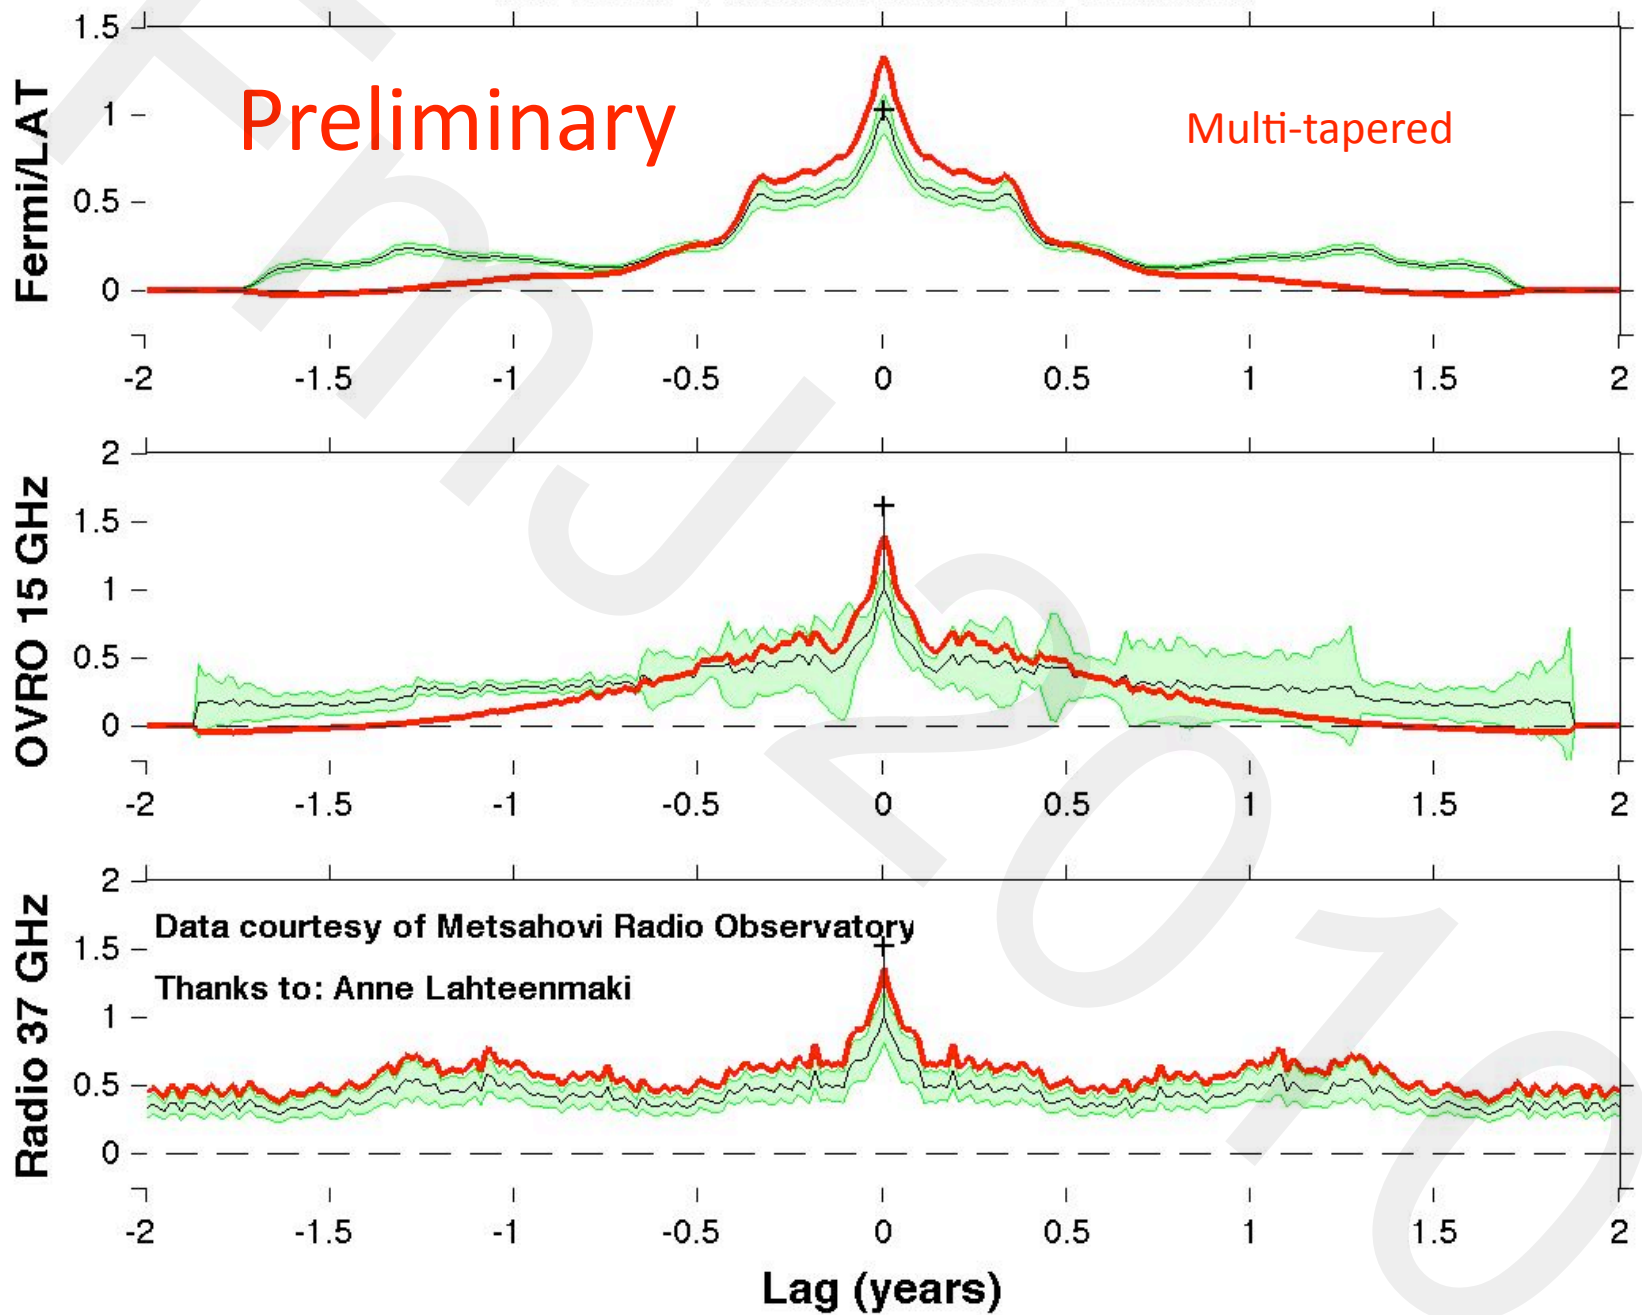 1.5
Preliminary
Multi-tapered
1
0.5
0
Fermi/LAT
-2 -1.5 -1 -0.5 0 0.5 1 1.5 2
2
1.5
1
0.5
0
OVRO 15 GHz
-2 -1.5 -1 -0.5 0 0.5 1 1.5 2
2
Data courtesy of Metsahovi Radio Observatory
1.5
Thanks to: Anne Lahteenmaki
1
0.5
0
Radio 37 GHz
-2 -1.5 -1 -0.5 0 0.5 1 1.5 2
Lag (years)
FmJ 2010